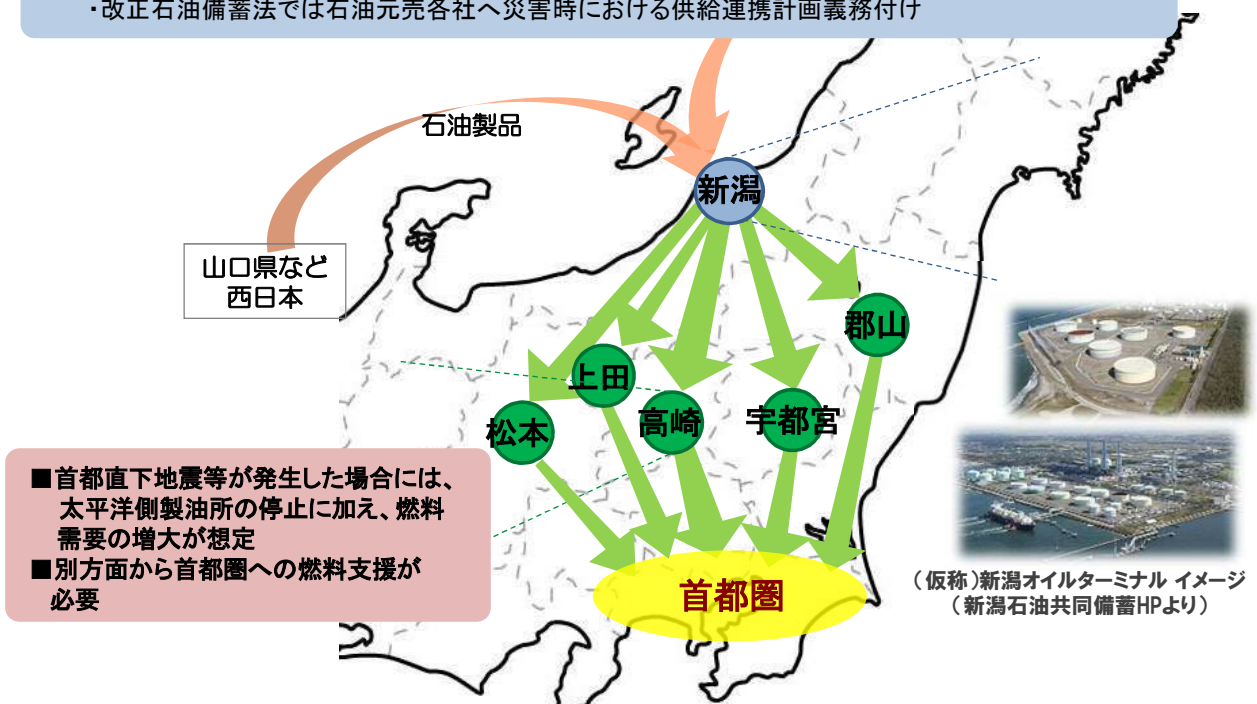 ・改正石油備蓄法では石油元売各社へ災害時における供給連携計画義務付け
石油製品
新潟
山口県など
西日本
郡山
上田
高崎
宇都宮
松本
■首都直下地震等が発生した場合には、
太平洋側製油所の停止に加え、燃料
需要の増大が想定
■別方面から首都圏への燃料支援が
必要
首都圏
（仮称）新潟オイルターミナル イメージ
（新潟石油共同備蓄HPより）